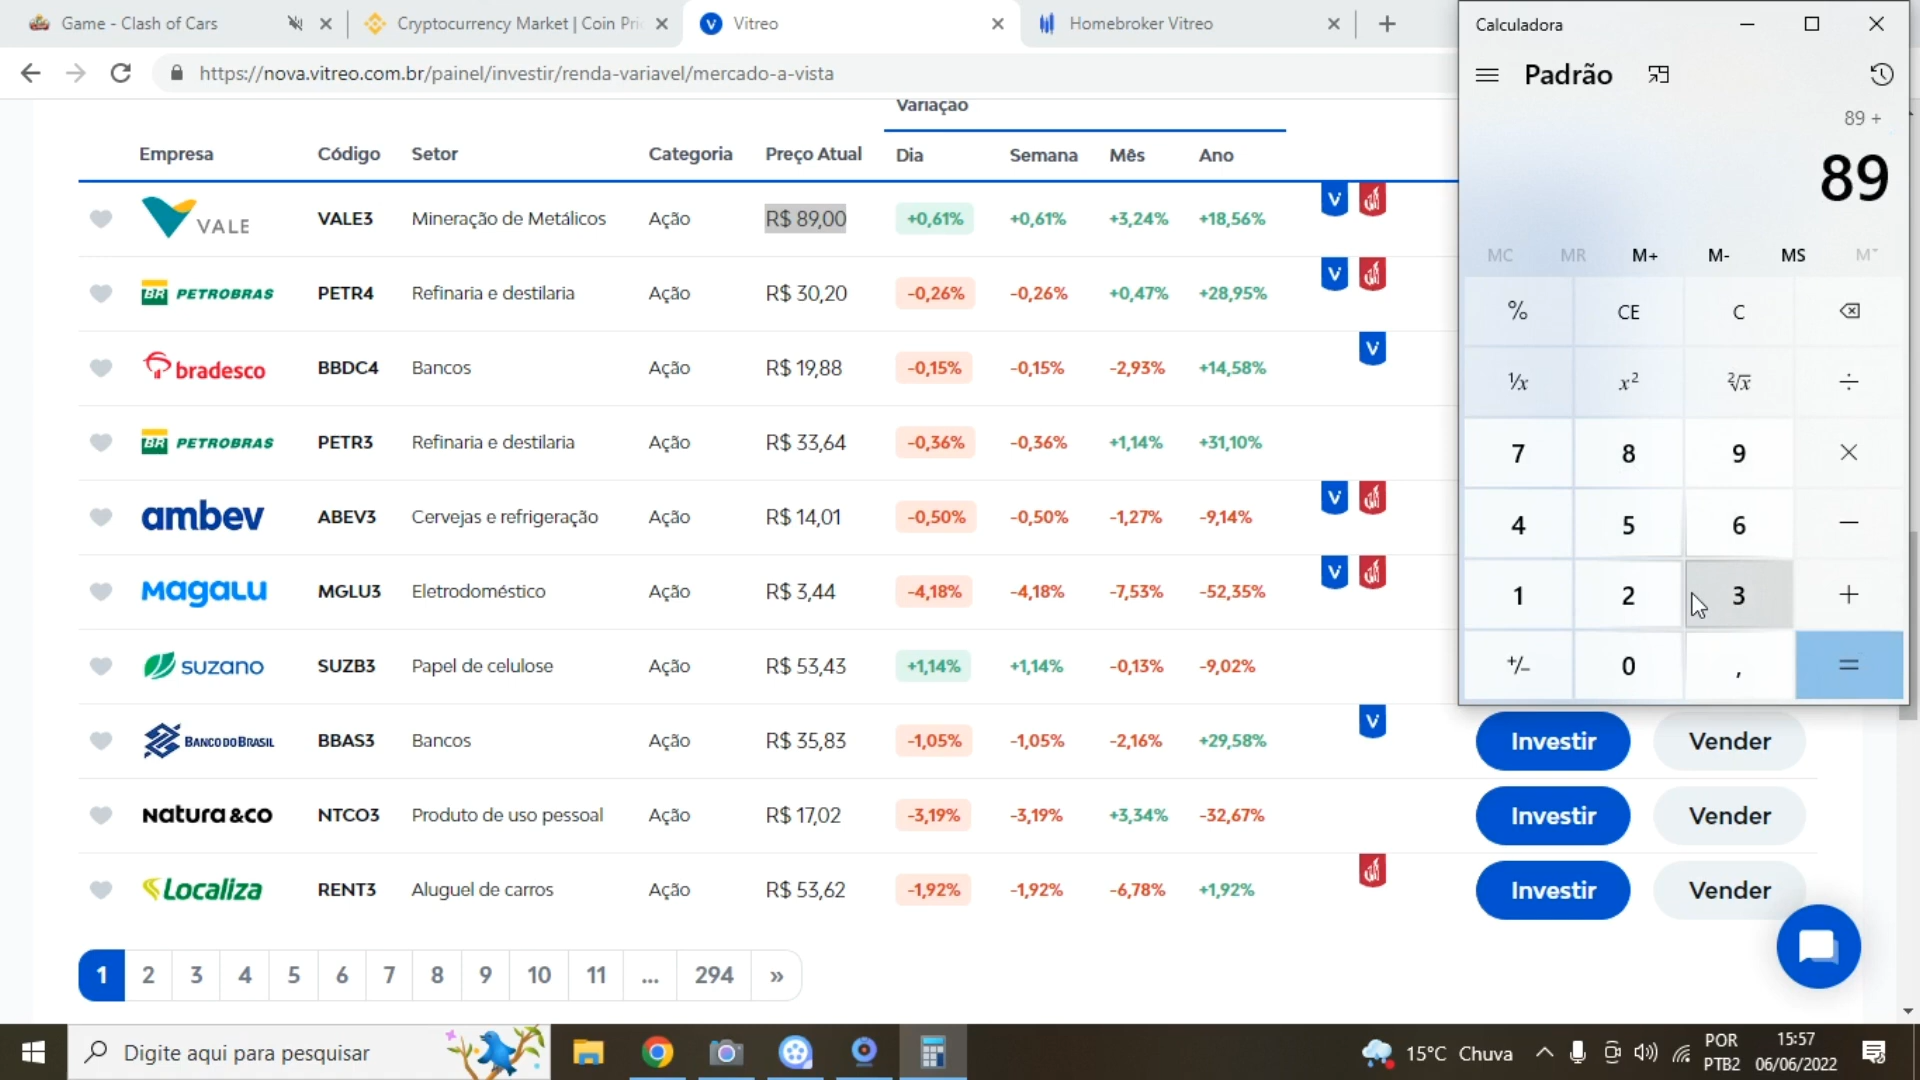 Game - Clash of Cars
Cryptocurrency Market | Coin Pri
Vitreo
Homebroker Vitreo
https://nova.vitreo.com.br/painel/investir/renda-variavel/mercado-a-vista
Variação
Empresa Código Setor Categoria Preço Atual Dia Semana Mês Ano
VALE VALE3 Mineração de Metálicos Ação R$ 89,00 +0,61% +0,61% +3,24% +18,56%
BR PETROBRAS PETR4 Refinaria e destilaria Ação R$ 30,20 -0,26% -0,26% +0,47% +28,95%
bradesco BBDC4 Bancos Ação R$ 19,88 -0,15% -0,15% -2,93% +14,58%
BR PETROBRAS PETR3 Refinaria e destilaria Ação R$ 33,64 -0,36% -0,36% +1,14% +31,10%
ambev ABEV3 Cervejas e refrigeração Ação R$ 14,01 -0,50% -0,50% -1,27% -9,14%
Magalu MGLU3 Eletrodoméstico Ação R$ 3,44 -4,18% -4,18% -7,53% -52,35%
suzano SUZB3 Papel de celulose Ação R$ 53,43 +1,14% +1,14% -0,13% -9,02%
BANCO DO BRASIL BBAS3 Bancos Ação R$ 35,83 -1,05% -1,05% -2,16% +29,58% Investir Vender
natura &co NTCO3 Produto de uso pessoal Ação R$ 17,02 -3,19% -3,19% +3,34% -32,67% Investir Vender
Localiza RENT3 Aluguel de carros Ação R$ 53,62 -1,92% -1,92% -6,78% +1,92% Investir Vender
1 2 3 4 5 6 7 8 9 10 11 ... 294 »
Calculadora
Padrão
89 +
89
MC MR M+ M- MS M˅
% CE C
1/x x² ²√x ÷
7 8 9 ×
4 5 6 −
1 2 3 +
+/− 0 , =
Digite aqui para pesquisar
15°C Chuva
POR
PTB2
15:57
06/06/2022